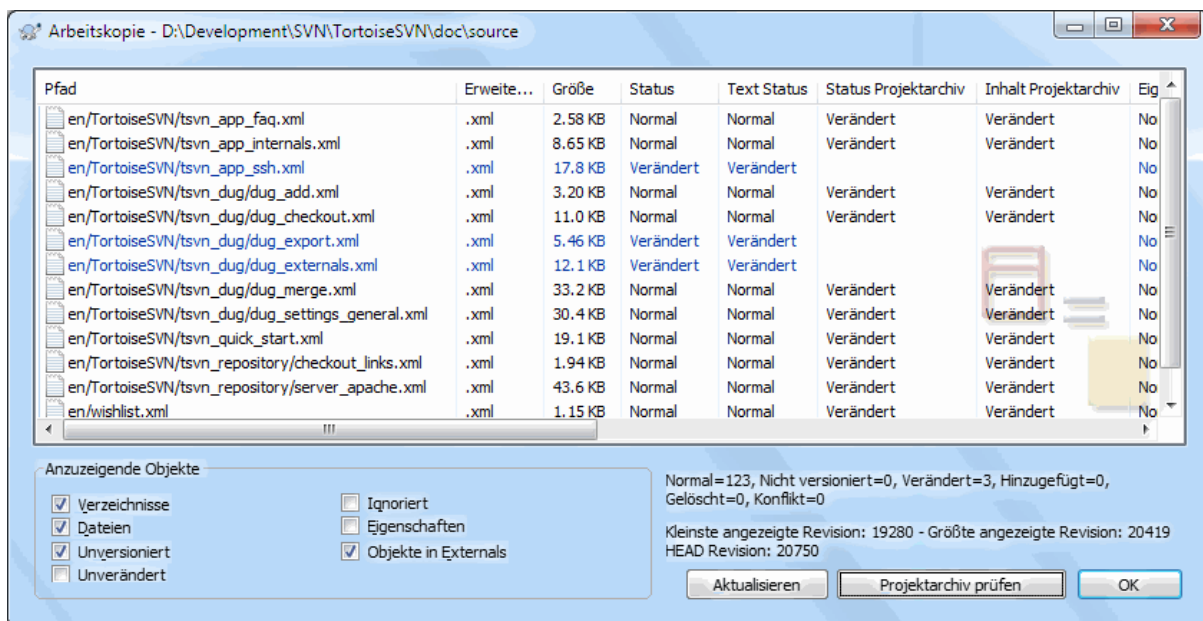 Arbeitskopie - D:\Development\SVN\TortoiseSVN\doc\source
Pfad Erweite... Größe Status Text Status Status Projektarchiv Inhalt Projektarchiv Eig
en/TortoiseSVN/tsvn_app_faq.xml .xml 2.58 KB Normal Normal Verändert Verändert No
en/TortoiseSVN/tsvn_app_internals.xml .xml 8.65 KB Normal Normal Verändert Verändert No
en/TortoiseSVN/tsvn_app_ssh.xml .xml 17.8 KB Verändert Verändert No
en/TortoiseSVN/tsvn_dug/dug_add.xml .xml 3.20 KB Normal Normal Verändert Verändert No
en/TortoiseSVN/tsvn_dug/dug_checkout.xml .xml 11.0 KB Normal Normal Verändert Verändert No
en/TortoiseSVN/tsvn_dug/dug_export.xml .xml 5.46 KB Verändert Verändert No
en/TortoiseSVN/tsvn_dug/dug_externals.xml .xml 12.1 KB Verändert Verändert No
en/TortoiseSVN/tsvn_dug/dug_merge.xml .xml 33.2 KB Normal Normal Verändert Verändert No
en/TortoiseSVN/tsvn_dug/dug_settings_general.xml .xml 30.4 KB Normal Normal Verändert Verändert No
en/TortoiseSVN/tsvn_quick_start.xml .xml 19.1 KB Normal Normal Verändert Verändert No
en/TortoiseSVN/tsvn_repository/checkout_links.xml .xml 1.94 KB Normal Normal Verändert Verändert No
en/TortoiseSVN/tsvn_repository/server_apache.xml .xml 43.6 KB Normal Normal Verändert Verändert No
en/wishlist.xml .xml 1.15 KB Normal Normal Verändert Verändert No
Anzuzeigende Objekte
Verzeichnisse
Dateien
Unversioniert
Unverändert
Ignoriert
Eigenschaften
Objekte in Externals
Normal=123, Nicht versioniert=0, Verändert=3, Hinzugefügt=0,
Gelöscht=0, Konflikt=0
Kleinste angezeigte Revision: 19280 - Größte angezeigte Revision: 20419
HEAD Revision: 20750
Aktualisieren Projektarchiv prüfen OK